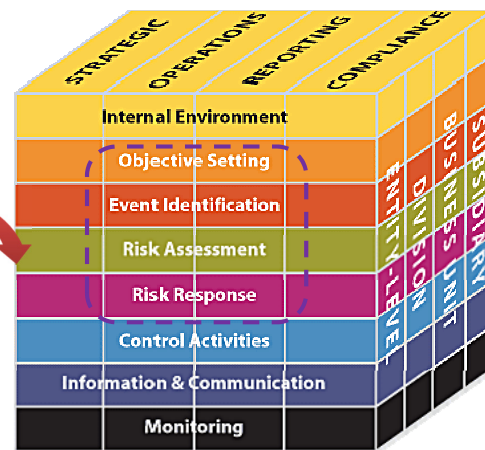 STRATEGIC
OPERATIONS
REPORTING
COMPLIANCE
Internal Environment
Objective Setting
Event Identification
Risk Assessment
Risk Response
Control Activities
Information & Communication
Monitoring
ENTITY-LEVEL
DIVISION
BUSINESS UNIT
SUBSIDIARY